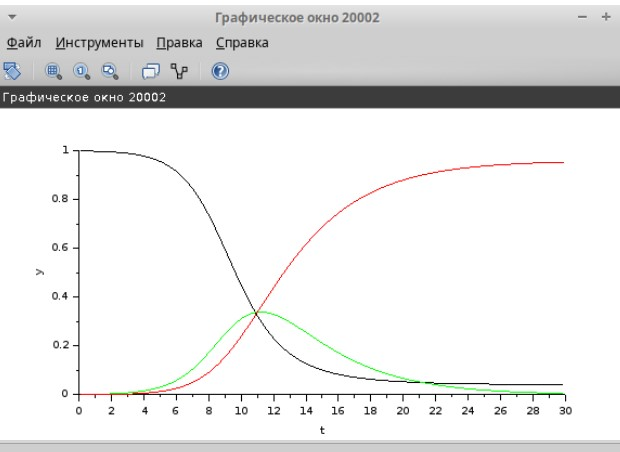 Графическое окно 20002
Файл Инструменты Правка Справка
Графическое окно 20002
1
0.8
0.6
0.4
0.2
0
y
0 2 4 6 8 10 12 14 16 18 20 22 24 26 28 30
t